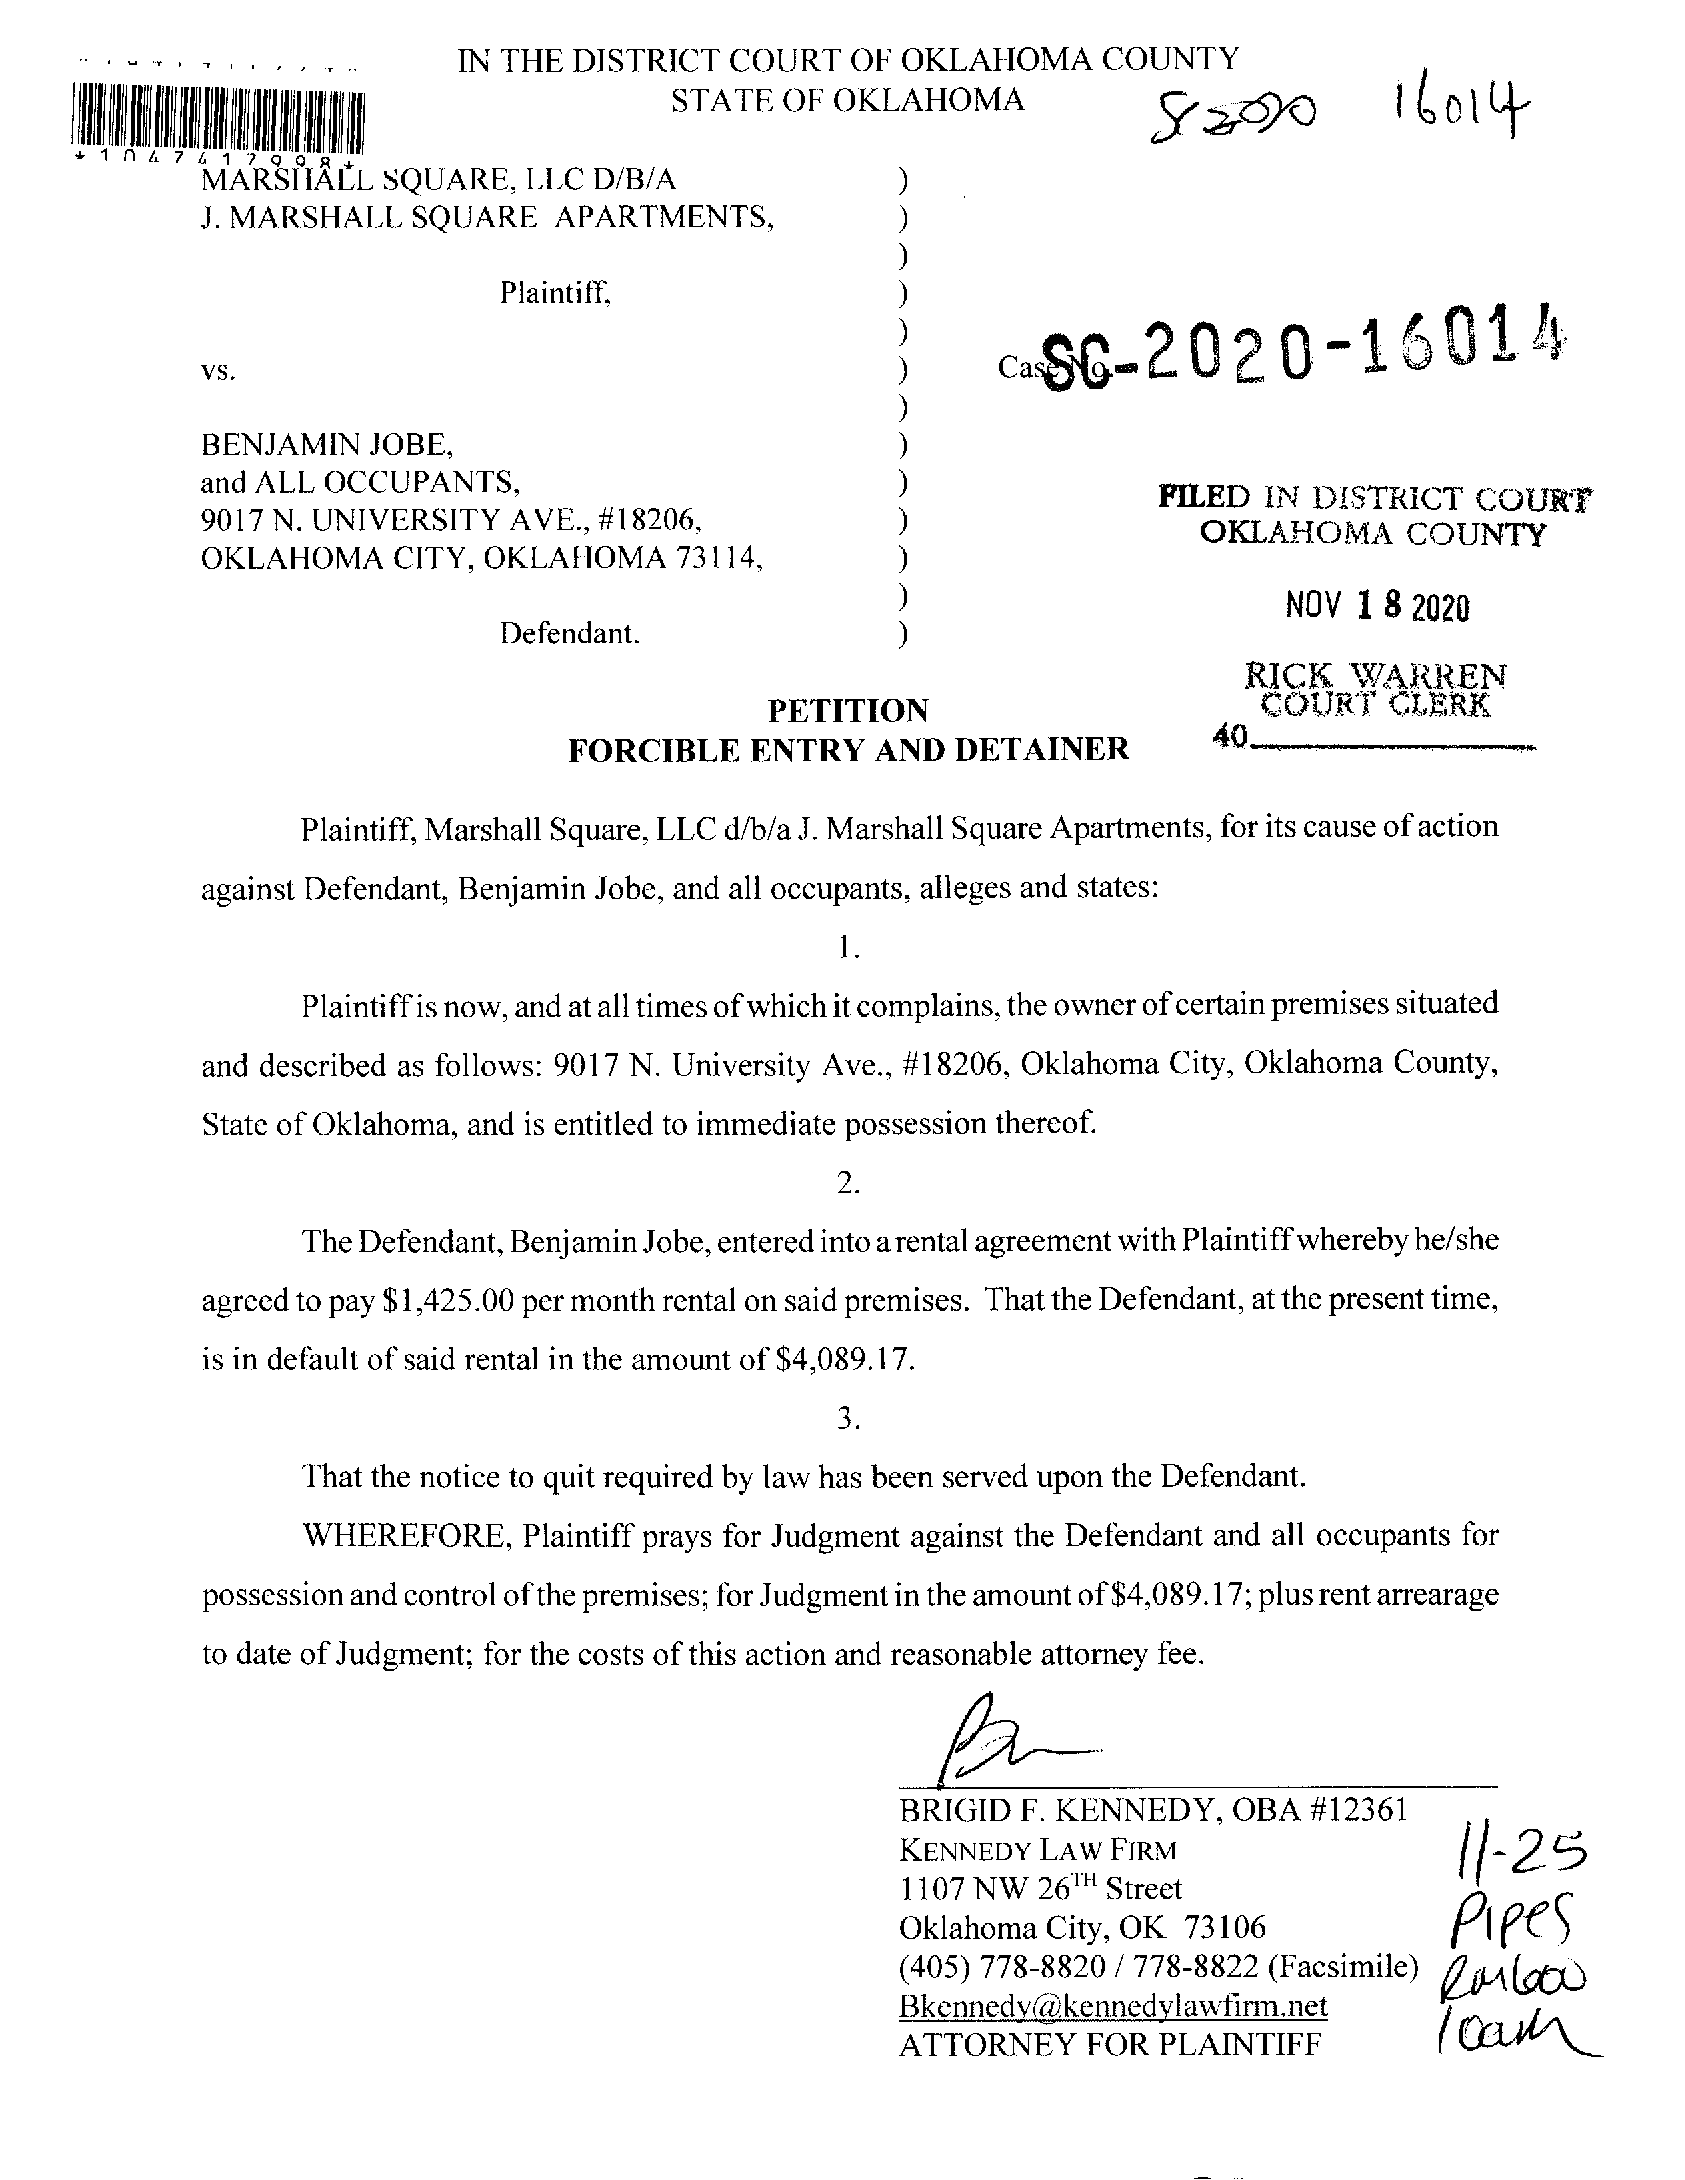 IN THE DISTRICT COURT OF OKLAHOMA COUNTY
STATE OF OKLAHOMA
16014
MARSHALL SQUARE, LLC D/B/A )
J. MARSHALL SQUARE APARTMENTS, )
)
Plaintiff, )
)
vs. ) Case No. SC-2020-16014
)
BENJAMIN JOBE, )
and ALL OCCUPANTS, )
9017 N. UNIVERSITY AVE., #18206, )
OKLAHOMA CITY, OKLAHOMA 73114, )
)
Defendant. )
FILED IN DISTRICT COURT
OKLAHOMA COUNTY
NOV 18 2020
RICK WARREN
COURT CLERK
40
PETITION
FORCIBLE ENTRY AND DETAINER
Plaintiff, Marshall Square, LLC d/b/a J. Marshall Square Apartments, for its cause of action
against Defendant, Benjamin Jobe, and all occupants, alleges and states:
1.
Plaintiff is now, and at all times of which it complains, the owner of certain premises situated
and described as follows: 9017 N. University Ave., #18206, Oklahoma City, Oklahoma County,
State of Oklahoma, and is entitled to immediate possession thereof.
2.
The Defendant, Benjamin Jobe, entered into a rental agreement with Plaintiff whereby he/she
agreed to pay $1,425.00 per month rental on said premises. That the Defendant, at the present time,
is in default of said rental in the amount of $4,089.17.
3.
That the notice to quit required by law has been served upon the Defendant.
WHEREFORE, Plaintiff prays for Judgment against the Defendant and all occupants for
possession and control of the premises; for Judgment in the amount of $4,089.17; plus rent arrearage
to date of Judgment; for the costs of this action and reasonable attorney fee.
BRIGID F. KENNEDY, OBA #12361
KENNEDY LAW FIRM
1107 NW 26TH Street
Oklahoma City, OK 73106
(405) 778-8820 / 778-8822 (Facsimile)
Bkennedy@kennedylawfirm.net
ATTORNEY FOR PLAINTIFF
11-25
Pipes